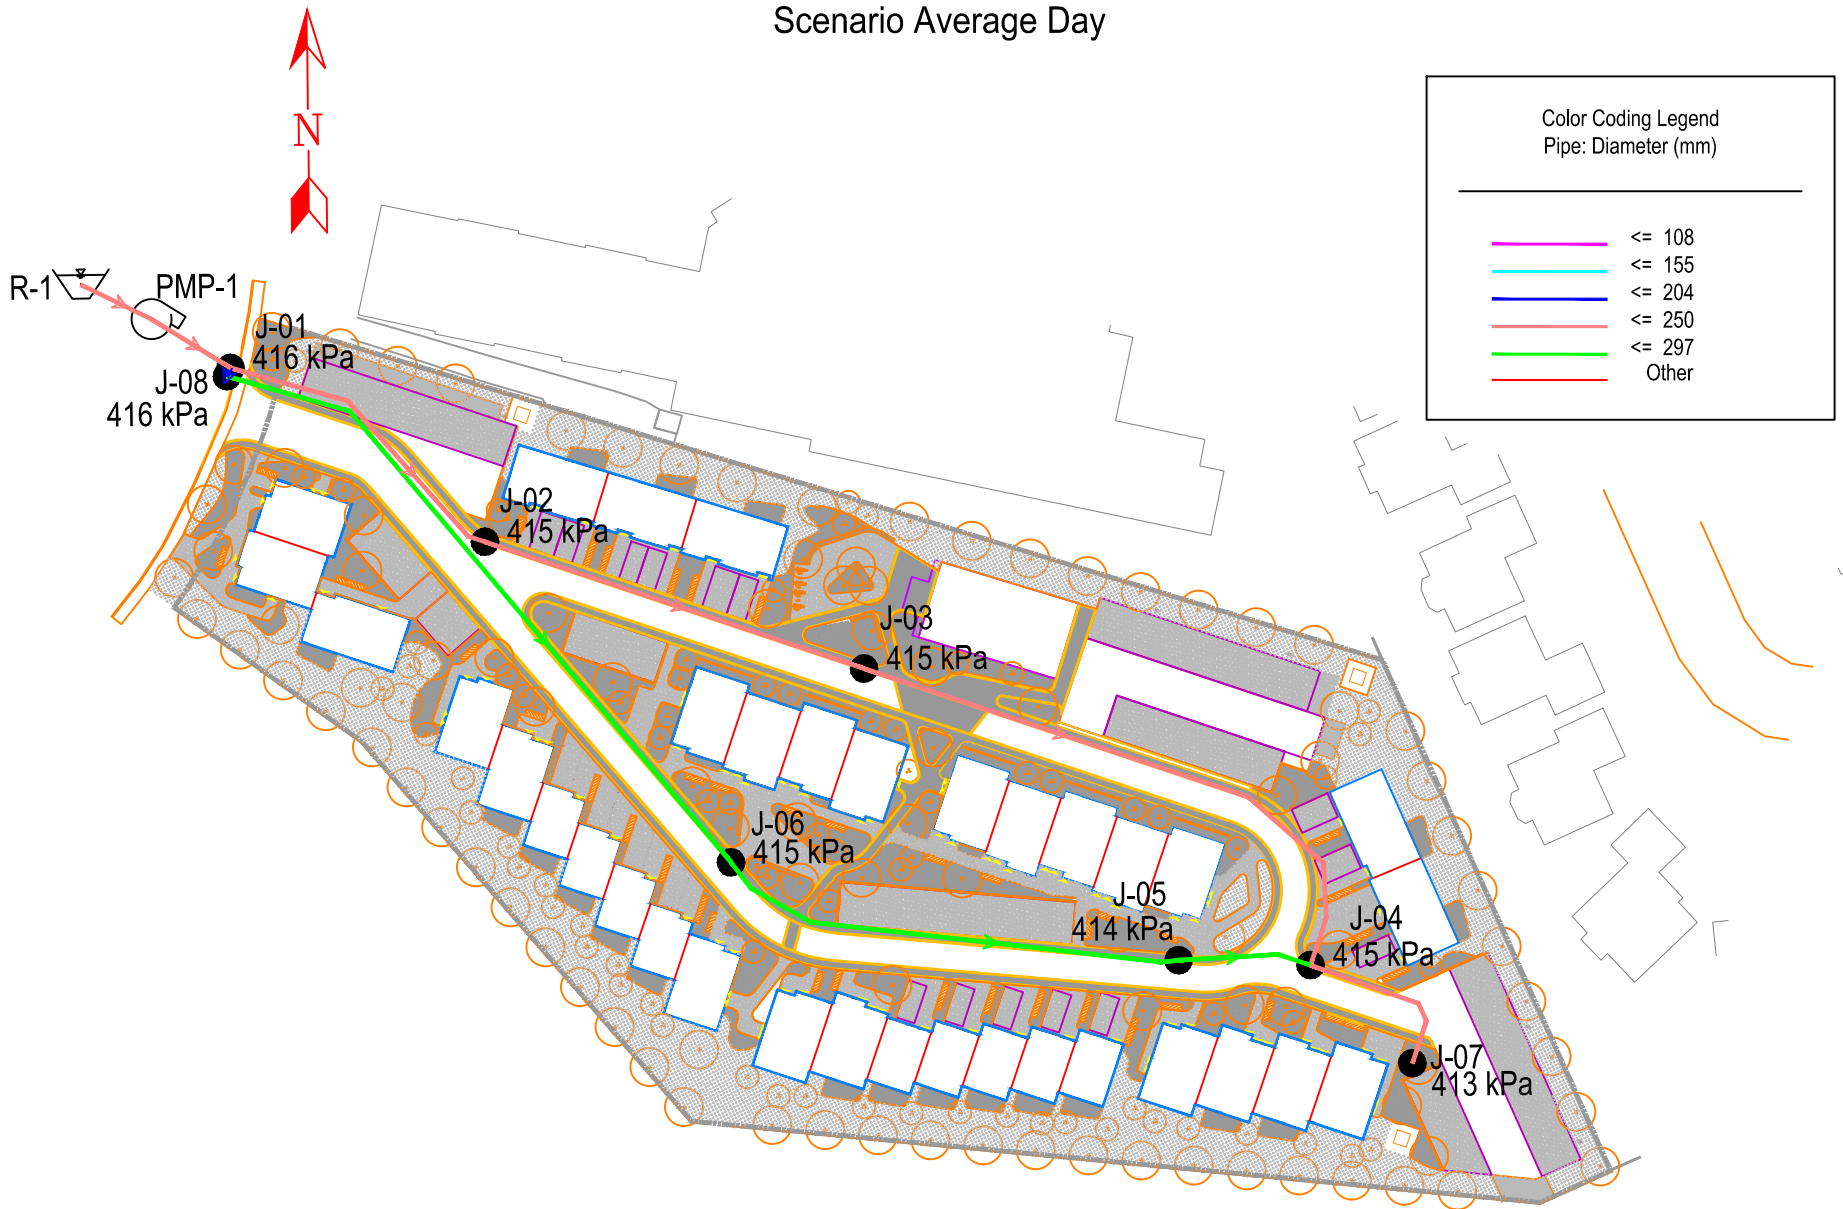 Scenario Average Day
N
Color Coding Legend
Pipe: Diameter (mm)
<= 108
<= 155
<= 204
<= 250
<= 297
Other
R-1
PMP-1
J-01
416 kPa
J-08
416 kPa
J-02
415 kPa
J-03
415 kPa
J-06
415 kPa
J-05
414 kPa
J-04
415 kPa
J-07
413 kPa